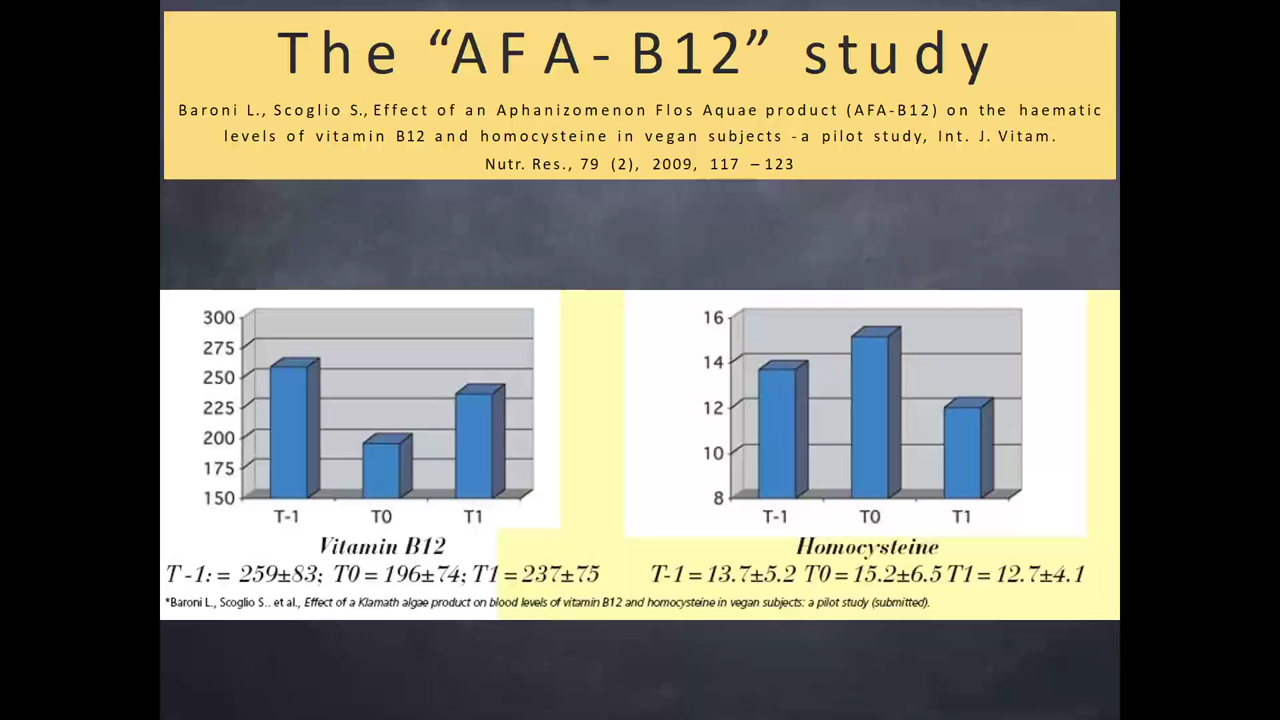 The “AFA-B12” study
Baroni L., Scoglio S., Effect of an Aphanizomenon Flos Aquae product (AFA-B12) on the haematic
levels of vitamin B12 and homocysteine in vegan subjects -a pilot study, Int. J. Vitam.
Nutr. Res., 79 (2), 2009, 117 –123
300
275
250
225
200
175
150
T-1 T0 T1
Vitamin B12
T -1: = 259±83; T0 = 196±74; T1 = 237±75
16
14
12
10
8
T-1 T0 T1
Homocysteine
T-1 = 13.7±5.2 T0 = 15.2±6.5 T1 = 12.7±4.1
*Baroni L., Scoglio S.. et al., Effect of a Klamath algae product on blood levels of vitamin B12 and homocysteine in vegan subjects: a pilot study (submitted).